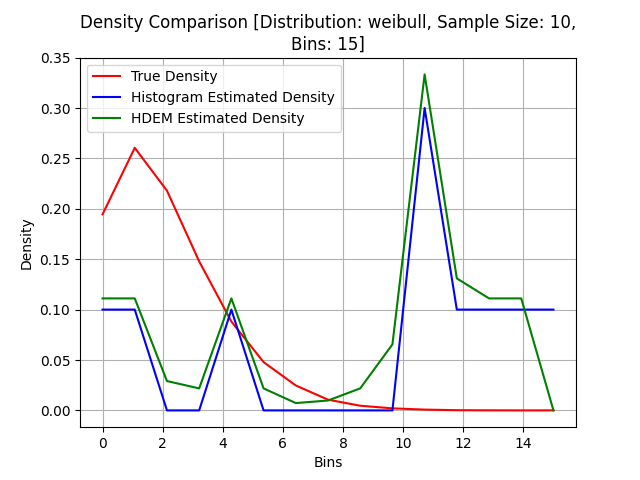 Density Comparison [Distribution: weibull, Sample Size: 10,
Bins: 15]
True Density
Histogram Estimated Density
HDEM Estimated Density
Density
0.35
0.30
0.25
0.20
0.15
0.10
0.05
0.00
0 2 4 6 8 10 12 14
Bins